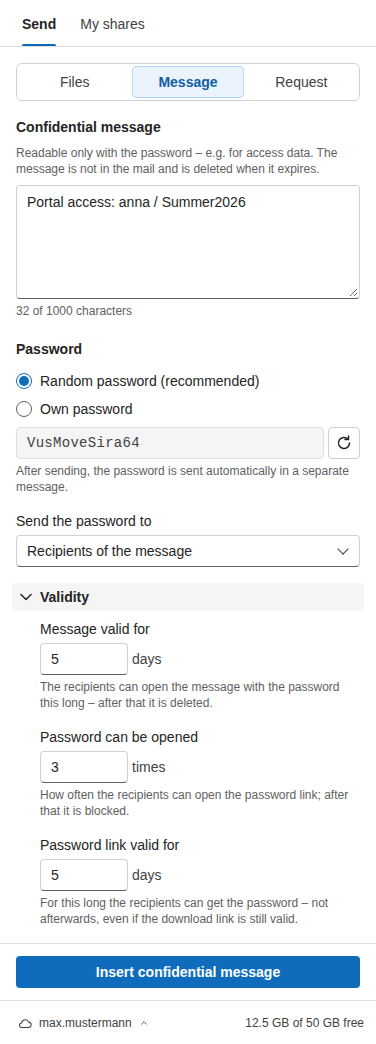 Send My shares
Files Message Request
Confidential message
Readable only with the password – e.g. for access data. The
message is not in the mail and is deleted when it expires.
Portal access: anna / Summer2026
32 of 1000 characters
Password
Random password (recommended)
Own password
VusMoveSira64
After sending, the password is sent automatically in a separate
message.
Send the password to
Recipients of the message
Validity
Message valid for
5 days
The recipients can open the message with the password
this long – after that it is deleted.
Password can be opened
3 times
How often the recipients can open the password link; after
that it is blocked.
Password link valid for
5 days
For this long the recipients can get the password – not
afterwards, even if the download link is still valid.
Insert confidential message
max.mustermann 12.5 GB of 50 GB free